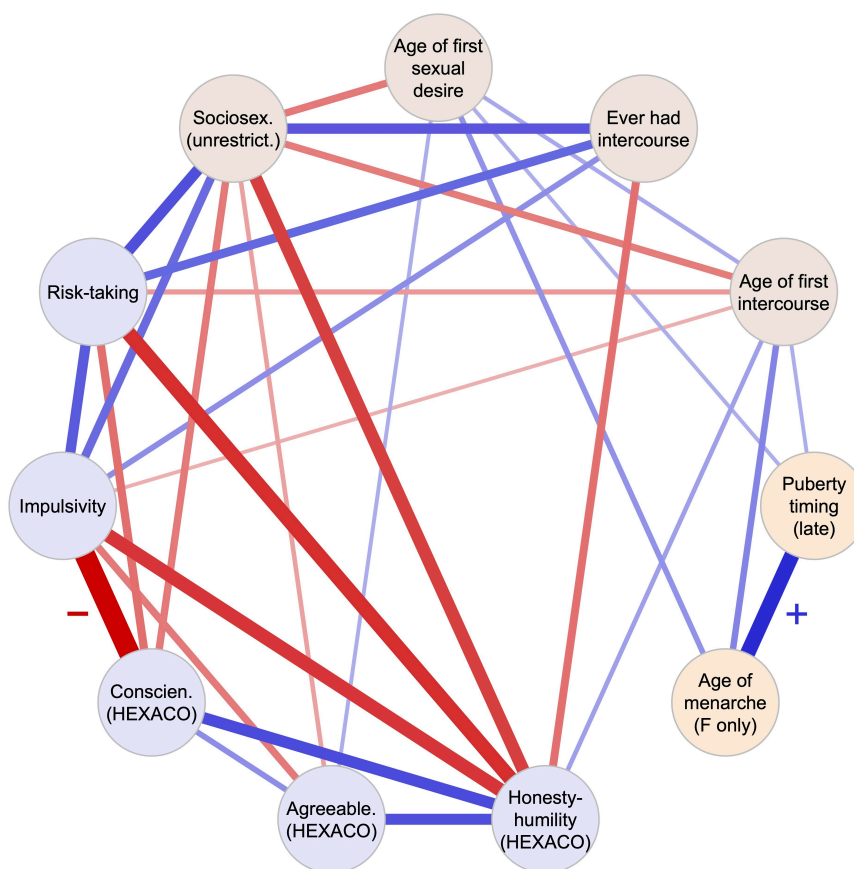 Age of first
sexual
desire
Sociosex.
(unrestrict.)
Ever had
intercourse
Risk-taking
Age of first
intercourse
Impulsivity
Puberty
timing
(late)
−
+
Conscien.
(HEXACO)
Age of
menarche
(F only)
Agreeable.
(HEXACO)
Honesty-
humility
(HEXACO)